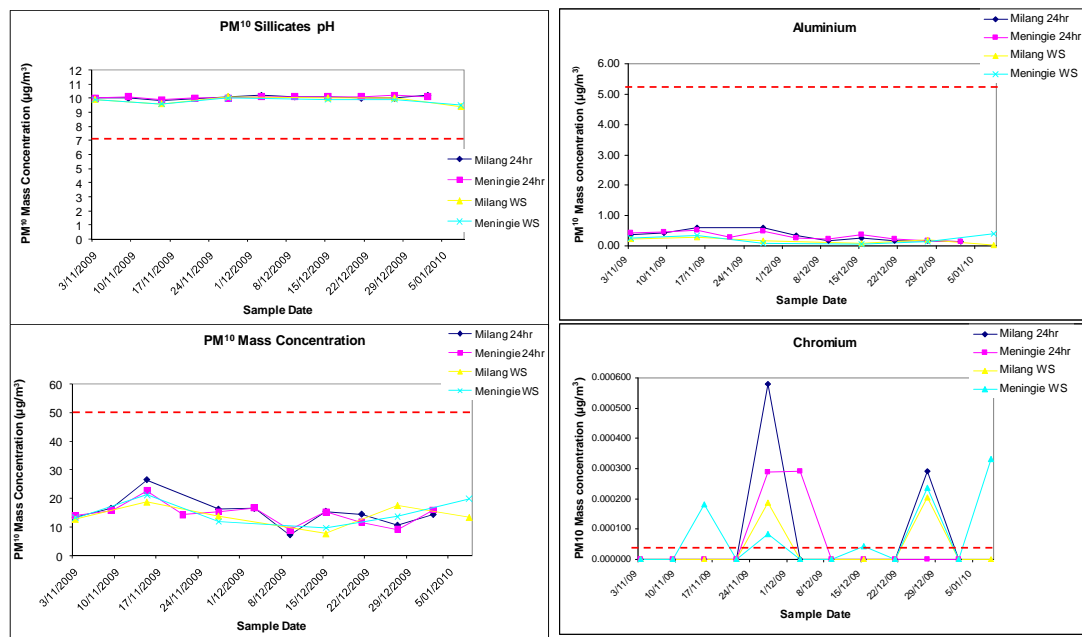 PM¹⁰ Sillicates pH
PM¹⁰ Mass Concentration (µg/m³)
12
11
10
9
8
7
6
5
4
3
2
1
0
3/11/2009
10/11/2009
17/11/2009
24/11/2009
1/12/2009
8/12/2009
15/12/2009
22/12/2009
29/12/2009
5/01/2010
Sample Date
Milang 24hr
Meningie 24hr
Milang WS
Meningie WS
Aluminium
PM¹⁰ Mass concentration (µg/m³)
6.00
5.00
4.00
3.00
2.00
1.00
0.00
3/11/09
10/11/09
17/11/09
24/11/09
1/12/09
8/12/09
15/12/09
22/12/09
29/12/09
5/01/10
Sample Date
Milang 24hr
Meningie 24hr
Milang WS
Meningie WS
PM¹⁰ Mass Concentration
PM¹⁰ Mass Concentration (µg/m³)
60
50
40
30
20
10
0
3/11/2009
10/11/2009
17/11/2009
24/11/2009
1/12/2009
8/12/2009
15/12/2009
22/12/2009
29/12/2009
5/01/2010
Sample Date
Milang 24hr
Meningie 24hr
Milang WS
Meningie WS
Chromium
PM10 Mass concentration (µg/m³)
0.000600
0.000500
0.000400
0.000300
0.000200
0.000100
0.000000
3/11/09
10/11/09
17/11/09
24/11/09
1/12/09
8/12/09
15/12/09
22/12/09
29/12/09
5/01/10
Sample Date
Milang 24hr
Meningie 24hr
Milang WS
Meningie WS